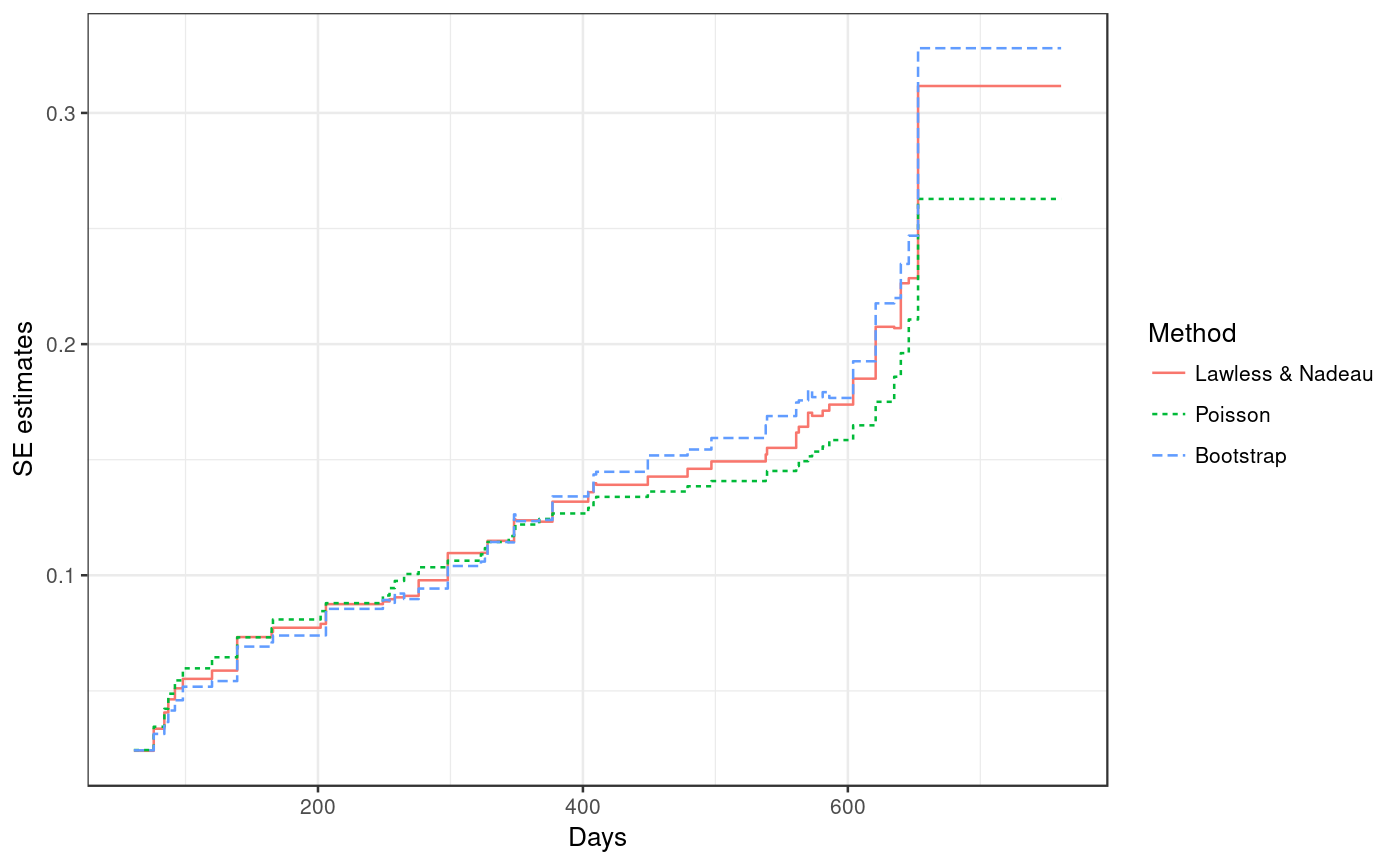 0.3
0.2
0.1
SE estimates
200
400
600
Days
Method
Lawless & Nadeau
Poisson
Bootstrap